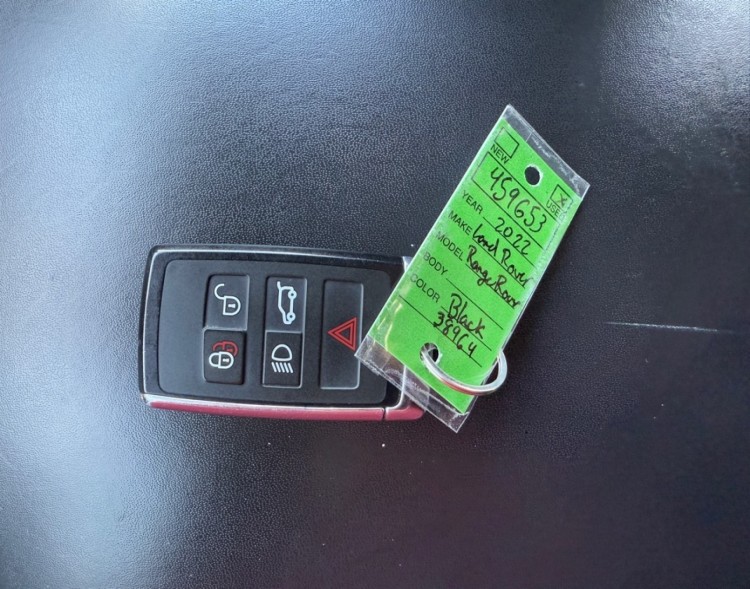 NEW
X
USED
459653
YEAR 2022
MAKE Land Rover
MODEL Range Rover
BODY
COLOR Black
38964